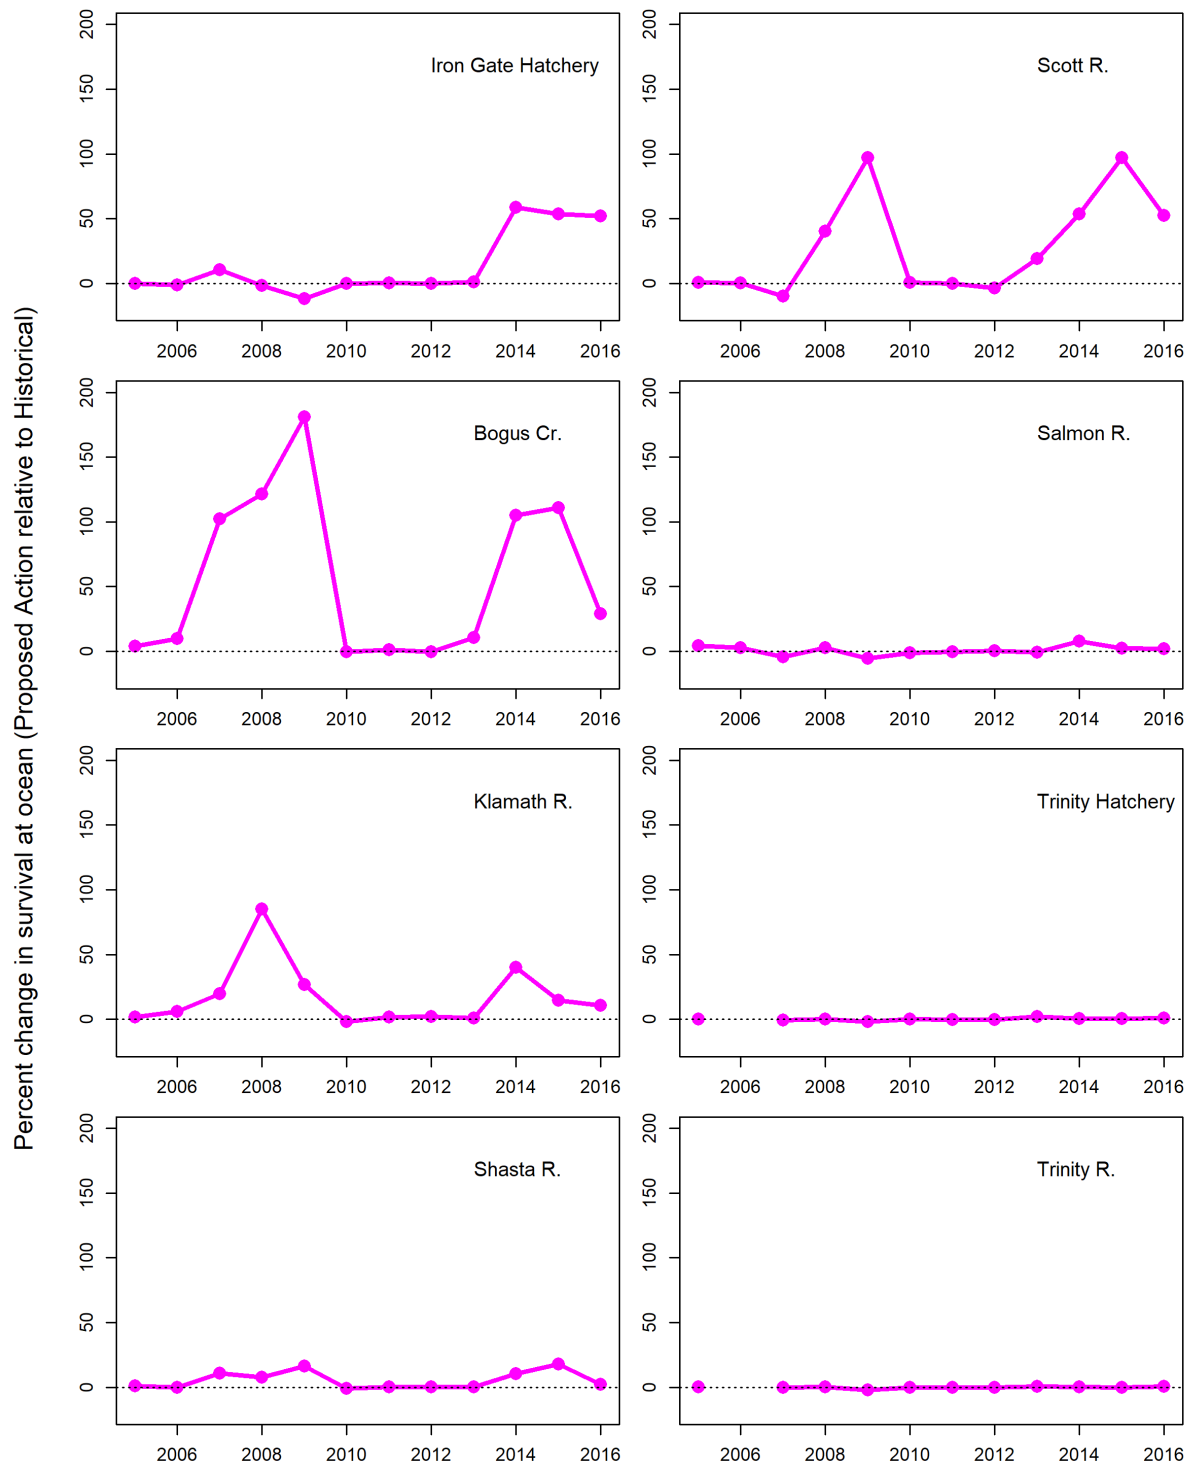 Percent change in survival at ocean (Proposed Action relative to Historical)
200
150
100
50
0
Iron Gate Hatchery
2006 2008 2010 2012 2014 2016
200
150
100
50
0
Scott R.
2006 2008 2010 2012 2014 2016
200
150
100
50
0
Bogus Cr.
2006 2008 2010 2012 2014 2016
200
150
100
50
0
Salmon R.
2006 2008 2010 2012 2014 2016
200
150
100
50
0
Klamath R.
2006 2008 2010 2012 2014 2016
200
150
100
50
0
Trinity Hatchery
2006 2008 2010 2012 2014 2016
200
150
100
50
0
Shasta R.
2006 2008 2010 2012 2014 2016
200
150
100
50
0
Trinity R.
2006 2008 2010 2012 2014 2016